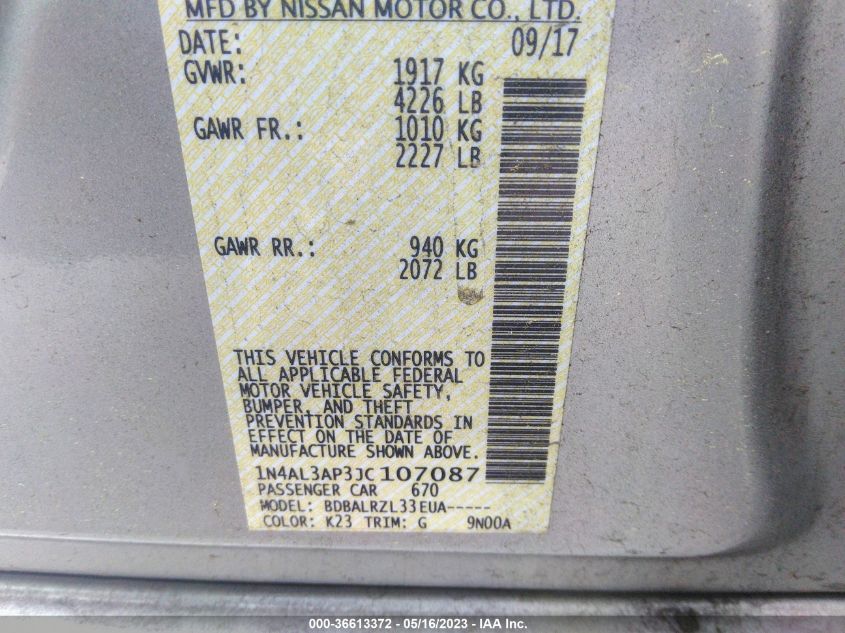 MFD BY NISSAN MOTOR CO., LTD.
DATE: 09/17
GVWR: 1917 KG
4226 LB
GAWR FR.: 1010 KG
2227 LB
GAWR RR.: 940 KG
2072 LB
THIS VEHICLE CONFORMS TO
ALL APPLICABLE FEDERAL
MOTOR VEHICLE SAFETY,
BUMPER, AND THEFT
PREVENTION STANDARDS IN
EFFECT ON THE DATE OF
MANUFACTURE SHOWN ABOVE.
1N4AL3AP3JC107087
PASSENGER CAR 670
MODEL: BDBALRZL33EUA-----
COLOR: K23 TRIM: G 9N00A
000-36613372 - 05/16/2023 - IAA Inc.